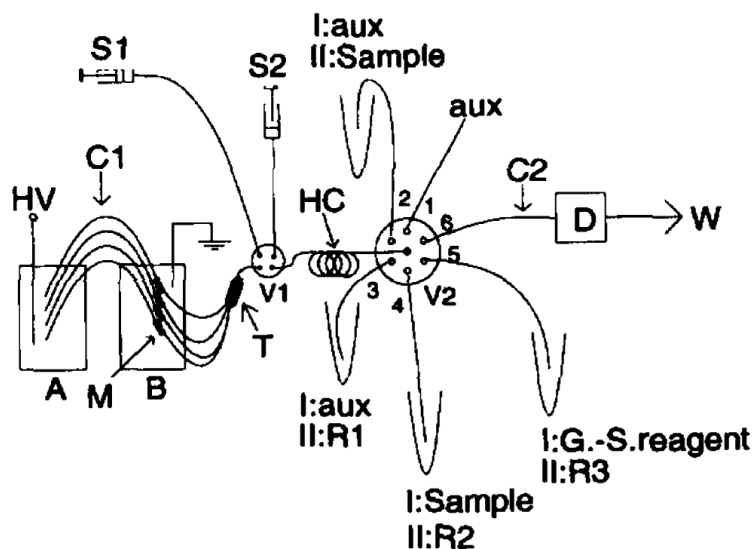 I:aux
II:Sample
S1
S2
aux
C1
C2
HV
HC
2
1
6
D
W
V1
3
4
5
V2
T
A
M
B
I:aux
II:R1
I:G.-S.reagent
II:R3
I:Sample
II:R2